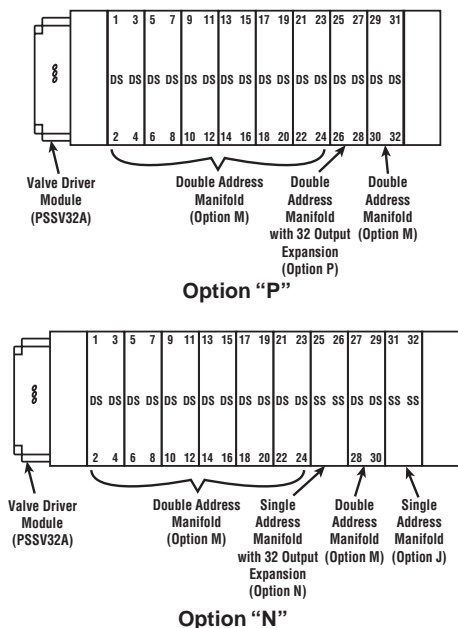 1 3 5 7 9 11 13 15 17 19 21 23 25 27 29 31
DS DS DS DS DS DS DS DS DS DS DS DS DS DS DS DS
2 4 6 8 10 12 14 16 18 20 22 24 26 28 30 32
Valve Driver
Module
(PSSV32A)
Double Address
Manifold
(Option M)
Double
Address
Manifold
with 32 Output
Expansion
(Option P)
Double
Address
Manifold
(Option M)
Option “P”
1 3 5 7 9 11 13 15 17 19 21 23 25 26 27 29 31 32
DS DS DS DS DS DS DS DS DS DS DS DS SS SS DS DS SS SS
2 4 6 8 10 12 14 16 18 20 22 24 28 30
Valve Driver
Module
(PSSV32A)
Double Address
Manifold
(Option M)
Single
Address
Manifold
with 32 Output
Expansion
(Option N)
Double
Address
Manifold
(Option M)
Single
Address
Manifold
(Option J)
Option “N”